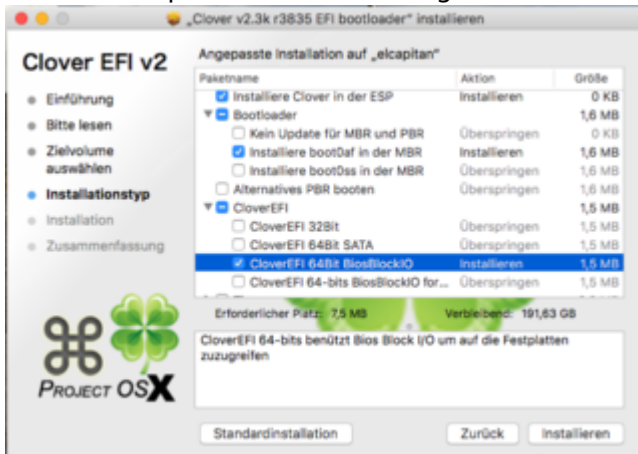 „Clover v2.3k r3835 EFI bootloader“ installieren
Clover EFI v2
Angepasste Installation auf „elcapitan“
Paketname Aktion Größe
Installiere Clover in der ESP Installieren 0 KB
Bootloader 1,6 MB
Kein Update für MBR und PBR Überspringen 0 KB
Installiere boot0af in der MBR Installieren 1,6 MB
Installiere boot0ss in der MBR Überspringen 1,6 MB
Alternatives PBR booten Überspringen 1,6 MB
CloverEFI 1,5 MB
CloverEFI 32Bit Überspringen 1,5 MB
CloverEFI 64Bit SATA Überspringen 1,5 MB
CloverEFI 64Bit BiosBlockIO Installieren 1,5 MB
CloverEFI 64-bits BiosBlockIO for... Überspringen 1,5 MB
Einführung
Bitte lesen
Zielvolume
auswählen
Installationstyp
Installation
Zusammenfassung
Erforderlicher Platz: 7,5 MB Verbleibend: 191,63 GB
CloverEFI 64-bits benützt Bios Block I/O um auf die Festplatten
zuzugreifen
PROJECT OSX
Standardinstallation Zurück Installieren